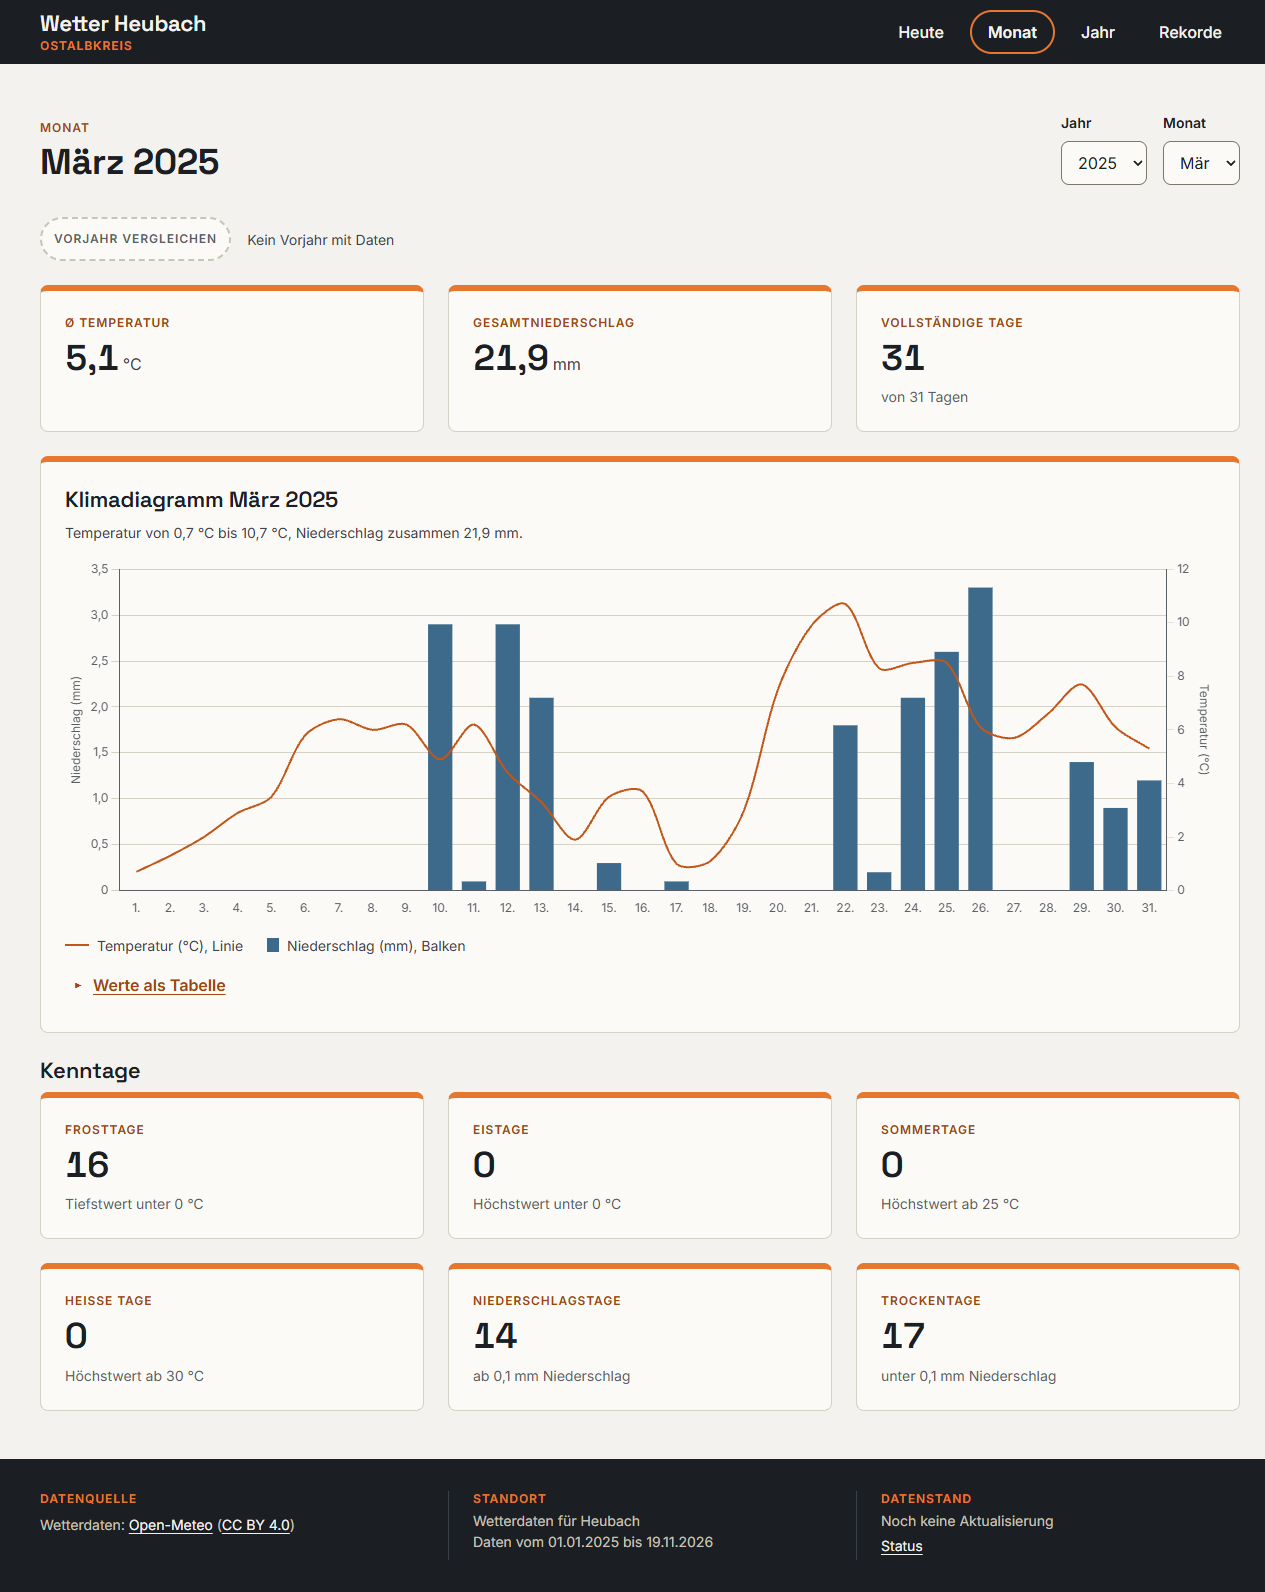 Wetter Heubach
OSTALBKREIS
Heute
Monat
Jahr
Rekorde
MONAT
März 2025
Jahr
2025
Monat
Mär
VORJAHR VERGLEICHEN
Kein Vorjahr mit Daten
Ø TEMPERATUR
5,1 °C
GESAMTNIEDERSCHLAG
21,9 mm
VOLLSTÄNDIGE TAGE
31
von 31 Tagen
Klimadiagramm März 2025
Temperatur von 0,7 °C bis 10,7 °C, Niederschlag zusammen 21,9 mm.
Niederschlag (mm)
3,5
3,0
2,5
2,0
1,5
1,0
0,5
0
12
10
8
6
4
2
0
Temperatur (°C)
1. 2. 3. 4. 5. 6. 7. 8. 9. 10. 11. 12. 13. 14. 15. 16. 17. 18. 19. 20. 21. 22. 23. 24. 25. 26. 27. 28. 29. 30. 31.
Temperatur (°C), Linie
Niederschlag (mm), Balken
Werte als Tabelle
Kenntage
FROSTTAGE
16
Tiefstwert unter 0 °C
EISTAGE
0
Höchstwert unter 0 °C
SOMMERTAGE
0
Höchstwert ab 25 °C
HEISSE TAGE
0
Höchstwert ab 30 °C
NIEDERSCHLAGSTAGE
14
ab 0,1 mm Niederschlag
TROCKENTAGE
17
unter 0,1 mm Niederschlag
DATENQUELLE
Wetterdaten: Open-Meteo (CC BY 4.0)
STANDORT
Wetterdaten für Heubach
Daten vom 01.01.2025 bis 19.11.2026
DATENSTAND
Noch keine Aktualisierung
Status